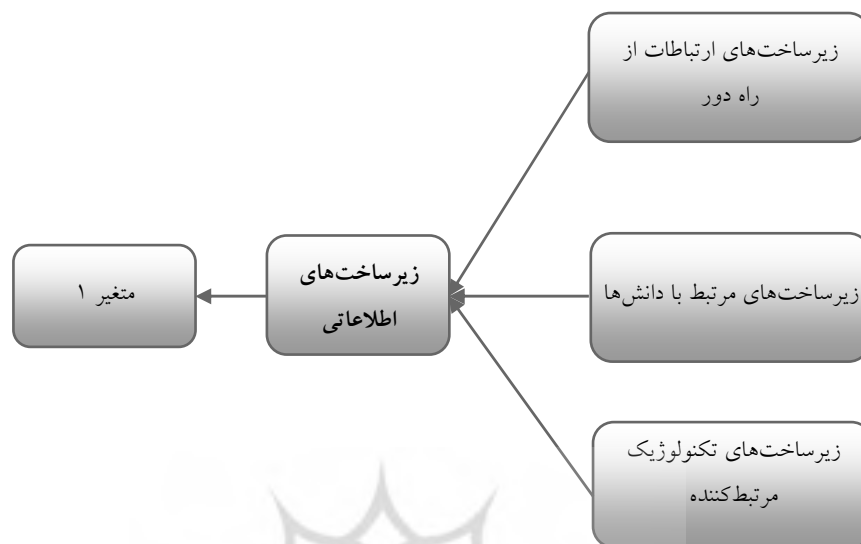 زیرساخت‌های ارتباطات از
راه دور
زیرساخت‌های مرتبط با دانش‌ها
زیرساخت‌های تکنولوژیک
مرتبط‌کننده
زیرساخت‌های
اطلاعاتی
متغیر ۱